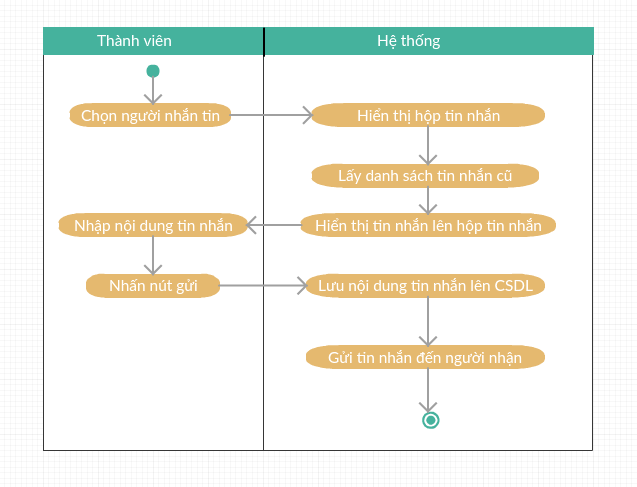 Thành viên
Hệ thống
Chọn người nhắn tin
Hiển thị hộp tin nhắn
Lấy danh sách tin nhắn cũ
Nhập nội dung tin nhắn
Hiển thị tin nhắn lên hộp tin nhắn
Nhấn nút gửi
Lưu nội dung tin nhắn lên CSDL
Gửi tin nhắn đến người nhận